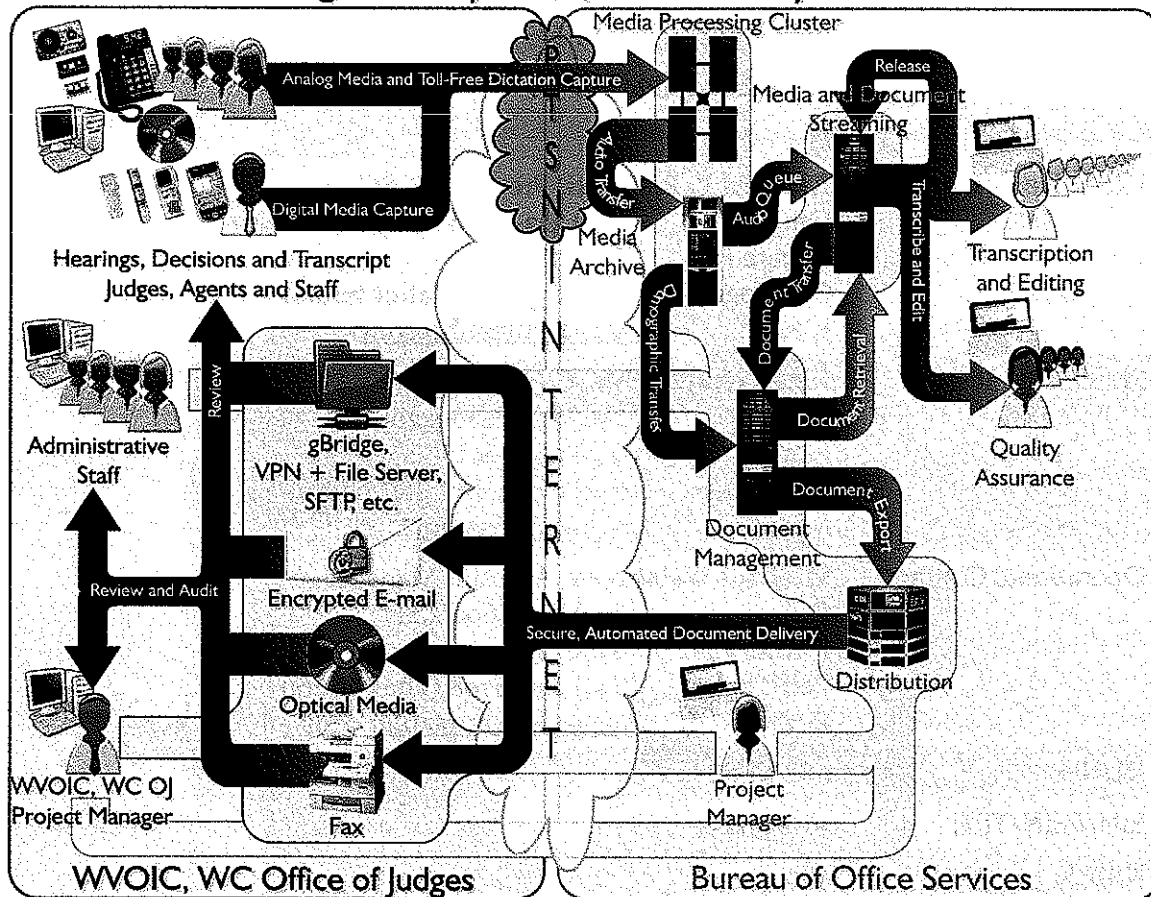 Media Processing Cluster
PSTN
Analog Media and Toll-Free Dictation Capture
Release
Media and Document
Streaming
Audio Transfer
Audio Queue
Digital Media Capture
Media
Archive
Transcribe and Edit
Transcription
and Editing
Hearings, Decisions and Transcript
Judges, Agents and Staff
Document Transfer
Demographic Transfer
Document Retrieval
Review
INTERNET
Administrative
Staff
gBridge,
VPN + File Server,
SFTP, etc.
Quality
Assurance
Document Export
Document
Management
Encrypted E-mail
Review and Audit
Secure, Automated Document Delivery
Distribution
Optical Media
WVOIC, WC OJ
Project Manager
Project
Manager
Fax
WVOIC, WC Office of Judges
Bureau of Office Services